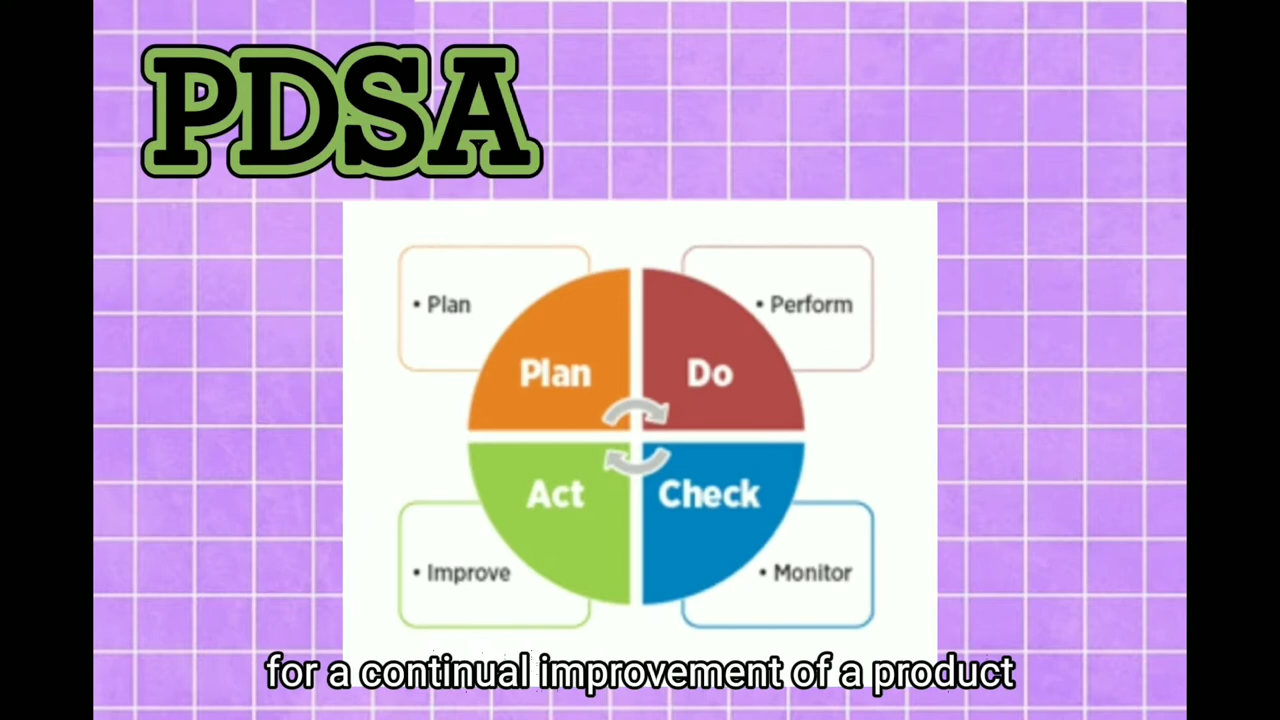 PDSA
• Plan
• Perform
Plan
Do
Act
Check
• Improve
• Monitor
for a continual improvement of a product